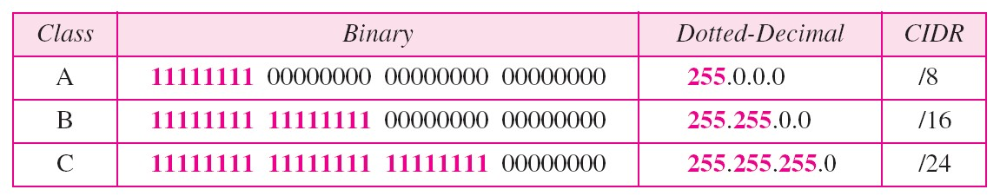 Class Binary Dotted-Decimal CIDR
A 11111111 00000000 00000000 00000000 255.0.0.0 /8
B 11111111 11111111 00000000 00000000 255.255.0.0 /16
C 11111111 11111111 11111111 00000000 255.255.255.0 /24